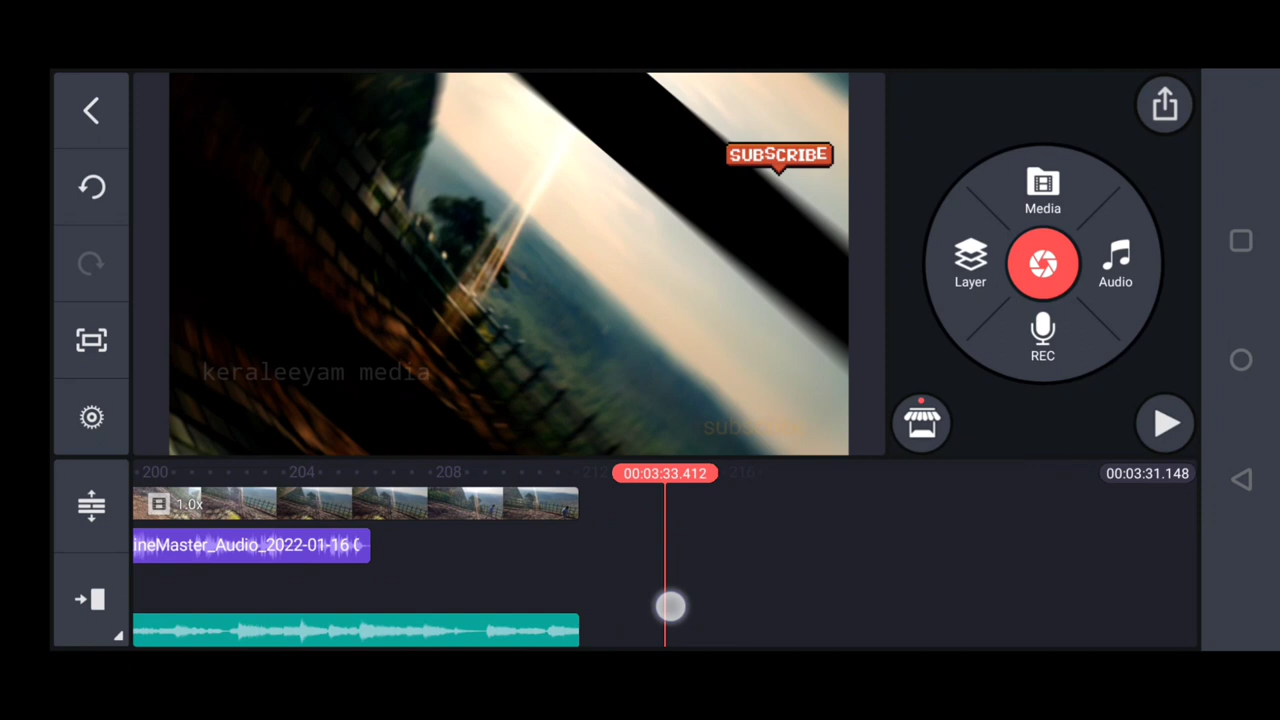 SUBSCRIBE
Media
Layer
Audio
REC
keraleeyam media
200
204
208
212
00:03:33.412
216
00:03:31.148
1.0x
ineMaster_Audio_2022-01-16